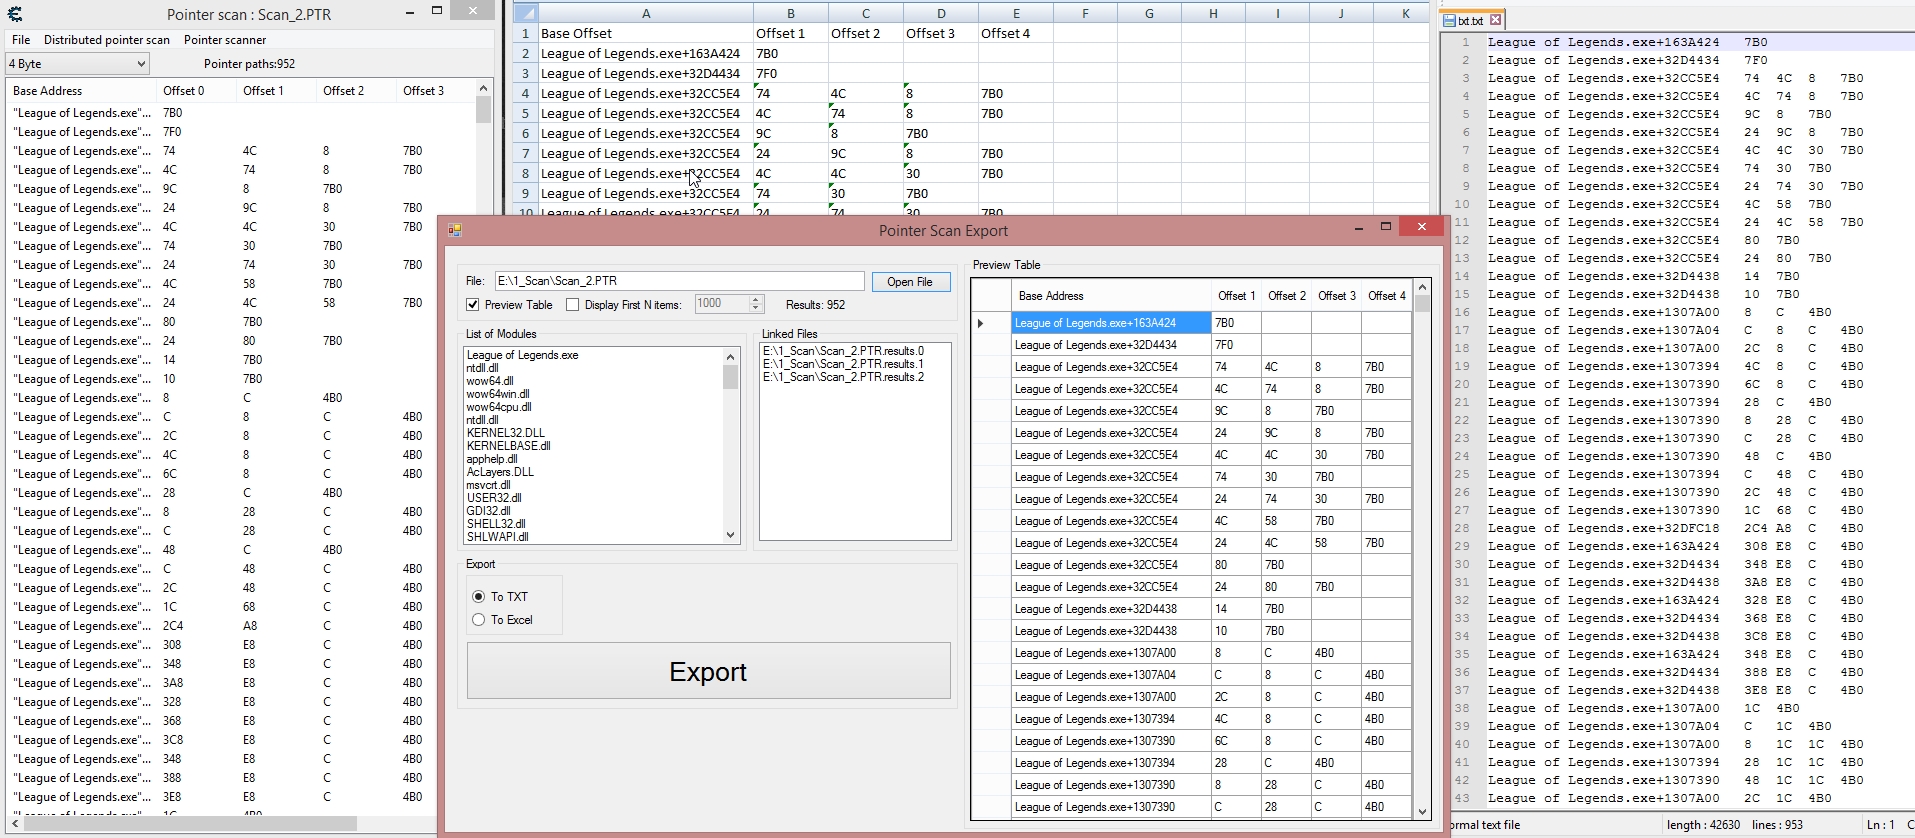 Pointer scan : Scan_2.PTR
File Distributed pointer scan Pointer scanner
4 Byte Pointer paths:952
Base Address Offset 0 Offset 1 Offset 2 Offset 3
"League of Legends.exe"... 7B0
"League of Legends.exe"... 7F0
"League of Legends.exe"... 74 4C 8 7B0
"League of Legends.exe"... 4C 74 8 7B0
"League of Legends.exe"... 9C 8 7B0
"League of Legends.exe"... 24 9C 8 7B0
"League of Legends.exe"... 4C 4C 30 7B0
"League of Legends.exe"... 74 30 7B0
"League of Legends.exe"... 24 74 30 7B0
"League of Legends.exe"... 4C 58 7B0
"League of Legends.exe"... 24 4C 58 7B0
"League of Legends.exe"... 80 7B0
"League of Legends.exe"... 24 80 7B0
"League of Legends.exe"... 14 7B0
"League of Legends.exe"... 10 7B0
"League of Legends.exe"... 8 C 4B0
"League of Legends.exe"... C 8 C 4B0
"League of Legends.exe"... 2C 8 C 4B0
"League of Legends.exe"... 4C 8 C 4B0
"League of Legends.exe"... 6C 8 C 4B0
"League of Legends.exe"... 28 C 4B0
"League of Legends.exe"... 8 28 C 4B0
"League of Legends.exe"... C 28 C 4B0
"League of Legends.exe"... 48 C 4B0
"League of Legends.exe"... C 48 C 4B0
"League of Legends.exe"... 2C 48 C 4B0
"League of Legends.exe"... 1C 68 C 4B0
"League of Legends.exe"... 2C4 A8 C 4B0
"League of Legends.exe"... 308 E8 C 4B0
"League of Legends.exe"... 348 E8 C 4B0
"League of Legends.exe"... 3A8 E8 C 4B0
"League of Legends.exe"... 328 E8 C 4B0
"League of Legends.exe"... 368 E8 C 4B0
"League of Legends.exe"... 3C8 E8 C 4B0
"League of Legends.exe"... 348 E8 C 4B0
"League of Legends.exe"... 388 E8 C 4B0
"League of Legends.exe"... 3E8 E8 C 4B0
"League of Legends.exe"... 1C 4B0
A B C D E F G H I J K
1 Base Offset Offset 1 Offset 2 Offset 3 Offset 4
2 League of Legends.exe+163A424 7B0
3 League of Legends.exe+32D4434 7F0
4 League of Legends.exe+32CC5E4 74 4C 8 7B0
5 League of Legends.exe+32CC5E4 4C 74 8 7B0
6 League of Legends.exe+32CC5E4 9C 8 7B0
7 League of Legends.exe+32CC5E4 24 9C 8 7B0
8 League of Legends.exe+32CC5E4 4C 4C 30 7B0
9 League of Legends.exe+32CC5E4 74 30 7B0
10 League of Legends.exe+32CC5E4 24 74 30 7B0
Pointer Scan Export
File: E:\1_Scan\Scan_2.PTR Open File
Preview Table Display First N items: 1000 Results: 952
List of Modules
League of Legends.exe
ntdll.dll
wow64.dll
wow64win.dll
wow64cpu.dll
ntdll.dll
KERNEL32.DLL
KERNELBASE.dll
apphelp.dll
AcLayers.DLL
msvcrt.dll
USER32.dll
GDI32.dll
SHELL32.dll
SHLWAPI.dll
Linked Files
E:\1_Scan\Scan_2.PTR.results.0
E:\1_Scan\Scan_2.PTR.results.1
E:\1_Scan\Scan_2.PTR.results.2
Export
To TXT
To Excel
Export
Preview Table
Base Address Offset 1 Offset 2 Offset 3 Offset 4
League of Legends.exe+163A424 7B0
League of Legends.exe+32D4434 7F0
League of Legends.exe+32CC5E4 74 4C 8 7B0
League of Legends.exe+32CC5E4 4C 74 8 7B0
League of Legends.exe+32CC5E4 9C 8 7B0
League of Legends.exe+32CC5E4 24 9C 8 7B0
League of Legends.exe+32CC5E4 4C 4C 30 7B0
League of Legends.exe+32CC5E4 74 30 7B0
League of Legends.exe+32CC5E4 24 74 30 7B0
League of Legends.exe+32CC5E4 4C 58 7B0
League of Legends.exe+32CC5E4 24 4C 58 7B0
League of Legends.exe+32CC5E4 80 7B0
League of Legends.exe+32CC5E4 24 80 7B0
League of Legends.exe+32D4438 14 7B0
League of Legends.exe+32D4438 10 7B0
League of Legends.exe+1307A00 8 C 4B0
League of Legends.exe+1307A04 C 8 C 4B0
League of Legends.exe+1307A00 2C 8 C 4B0
League of Legends.exe+1307394 4C 8 C 4B0
League of Legends.exe+1307390 6C 8 C 4B0
League of Legends.exe+1307394 28 C 4B0
League of Legends.exe+1307390 8 28 C 4B0
League of Legends.exe+1307390 C 28 C 4B0
txt.txt
1 League of Legends.exe+163A424 7B0
2 League of Legends.exe+32D4434 7F0
3 League of Legends.exe+32CC5E4 74 4C 8 7B0
4 League of Legends.exe+32CC5E4 4C 74 8 7B0
5 League of Legends.exe+32CC5E4 9C 8 7B0
6 League of Legends.exe+32CC5E4 24 9C 8 7B0
7 League of Legends.exe+32CC5E4 4C 4C 30 7B0
8 League of Legends.exe+32CC5E4 74 30 7B0
9 League of Legends.exe+32CC5E4 24 74 30 7B0
10 League of Legends.exe+32CC5E4 4C 58 7B0
11 League of Legends.exe+32CC5E4 24 4C 58 7B0
12 League of Legends.exe+32CC5E4 80 7B0
13 League of Legends.exe+32CC5E4 24 80 7B0
14 League of Legends.exe+32D4438 14 7B0
15 League of Legends.exe+32D4438 10 7B0
16 League of Legends.exe+1307A00 8 C 4B0
17 League of Legends.exe+1307A04 C 8 C 4B0
18 League of Legends.exe+1307A00 2C 8 C 4B0
19 League of Legends.exe+1307394 4C 8 C 4B0
20 League of Legends.exe+1307390 6C 8 C 4B0
21 League of Legends.exe+1307394 28 C 4B0
22 League of Legends.exe+1307390 8 28 C 4B0
23 League of Legends.exe+1307390 C 28 C 4B0
24 League of Legends.exe+1307390 48 C 4B0
25 League of Legends.exe+1307394 C 48 C 4B0
26 League of Legends.exe+1307390 2C 48 C 4B0
27 League of Legends.exe+1307390 1C 68 C 4B0
28 League of Legends.exe+32DFC18 2C4 A8 C 4B0
29 League of Legends.exe+163A424 308 E8 C 4B0
30 League of Legends.exe+32D4434 348 E8 C 4B0
31 League of Legends.exe+32D4438 3A8 E8 C 4B0
32 League of Legends.exe+163A424 328 E8 C 4B0
33 League of Legends.exe+32D4434 368 E8 C 4B0
34 League of Legends.exe+32D4438 3C8 E8 C 4B0
35 League of Legends.exe+163A424 348 E8 C 4B0
36 League of Legends.exe+32D4434 388 E8 C 4B0
37 League of Legends.exe+32D4438 3E8 E8 C 4B0
38 League of Legends.exe+1307A00 1C 4B0
39 League of Legends.exe+1307A04 C 1C 4B0
40 League of Legends.exe+1307A00 8 1C 1C 4B0
41 League of Legends.exe+1307394 28 1C 1C 4B0
42 League of Legends.exe+1307390 48 1C 1C 4B0
43 League of Legends.exe+1307A00 2C 1C 4B0
ormal text file length : 42630 lines : 953 Ln : 1 C